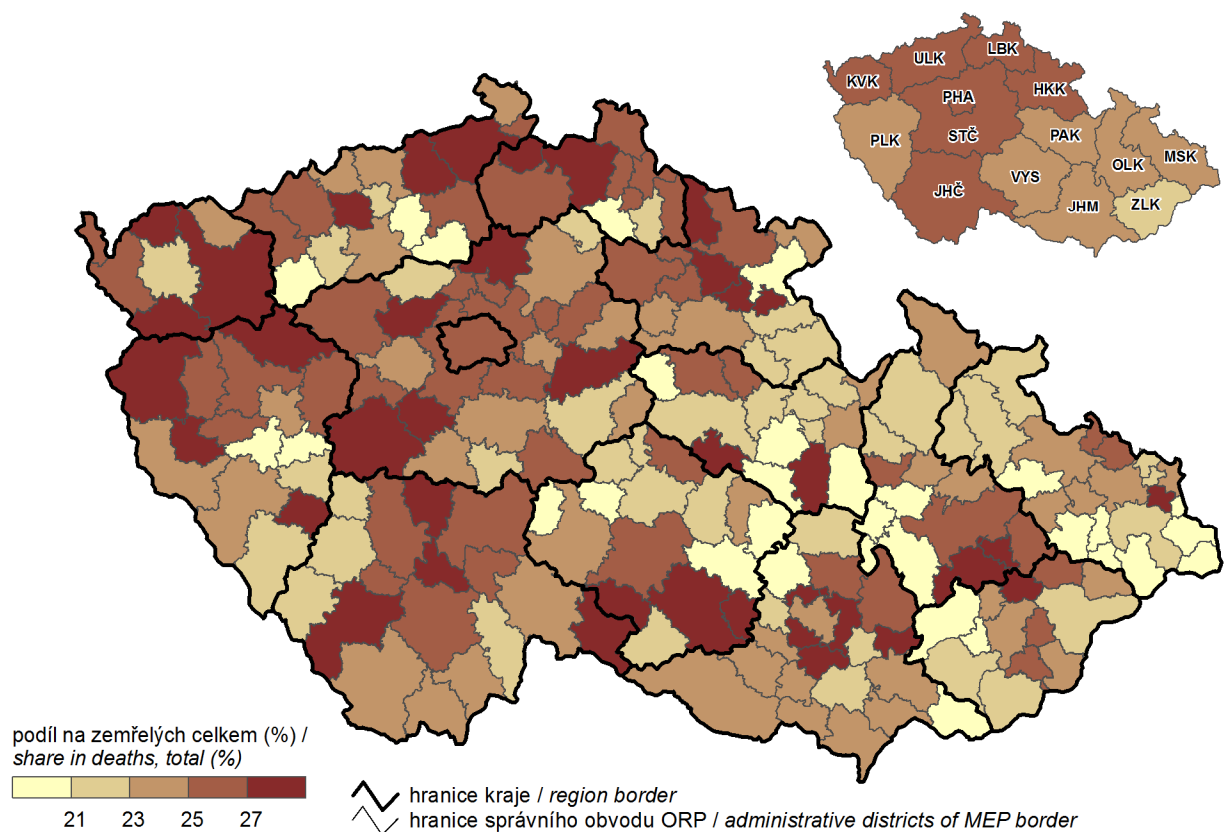 LBK
ULK
KVK
HKK
PHA
STČ
PAK
PLK
OLK
MSK
VYS
JHČ
ZLK
JHM
podíl na zemřelých celkem (%) /
share in deaths, total (%)
21 23 25 27
hranice kraje / region border
hranice správního obvodu ORP / administrative districts of MEP border